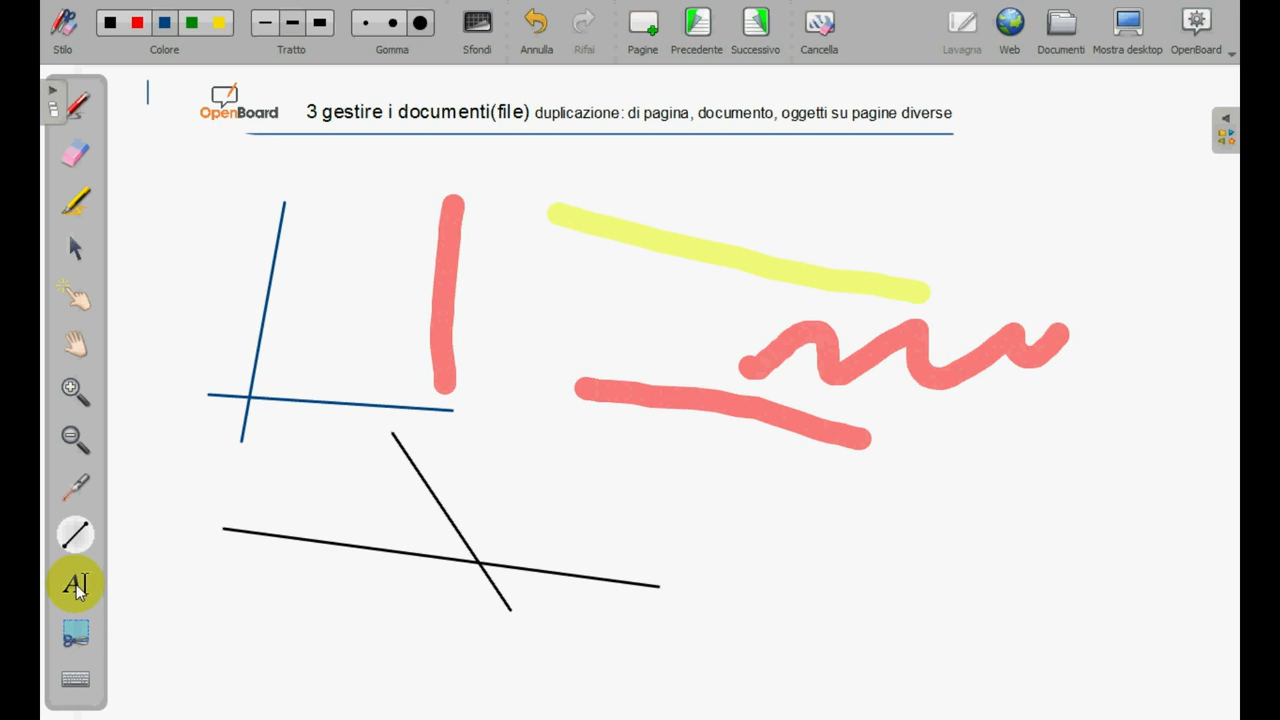 Stilo
Colore
Tratto
Gomma
Sfondi
Annulla
Rifai
Pagine
Precedente
Successivo
Cancella
Lavagna
Web
Documenti
Mostra desktop
OpenBoard
OpenBoard
3 gestire i documenti(file) duplicazione: di pagina, documento, oggetti su pagine diverse
A